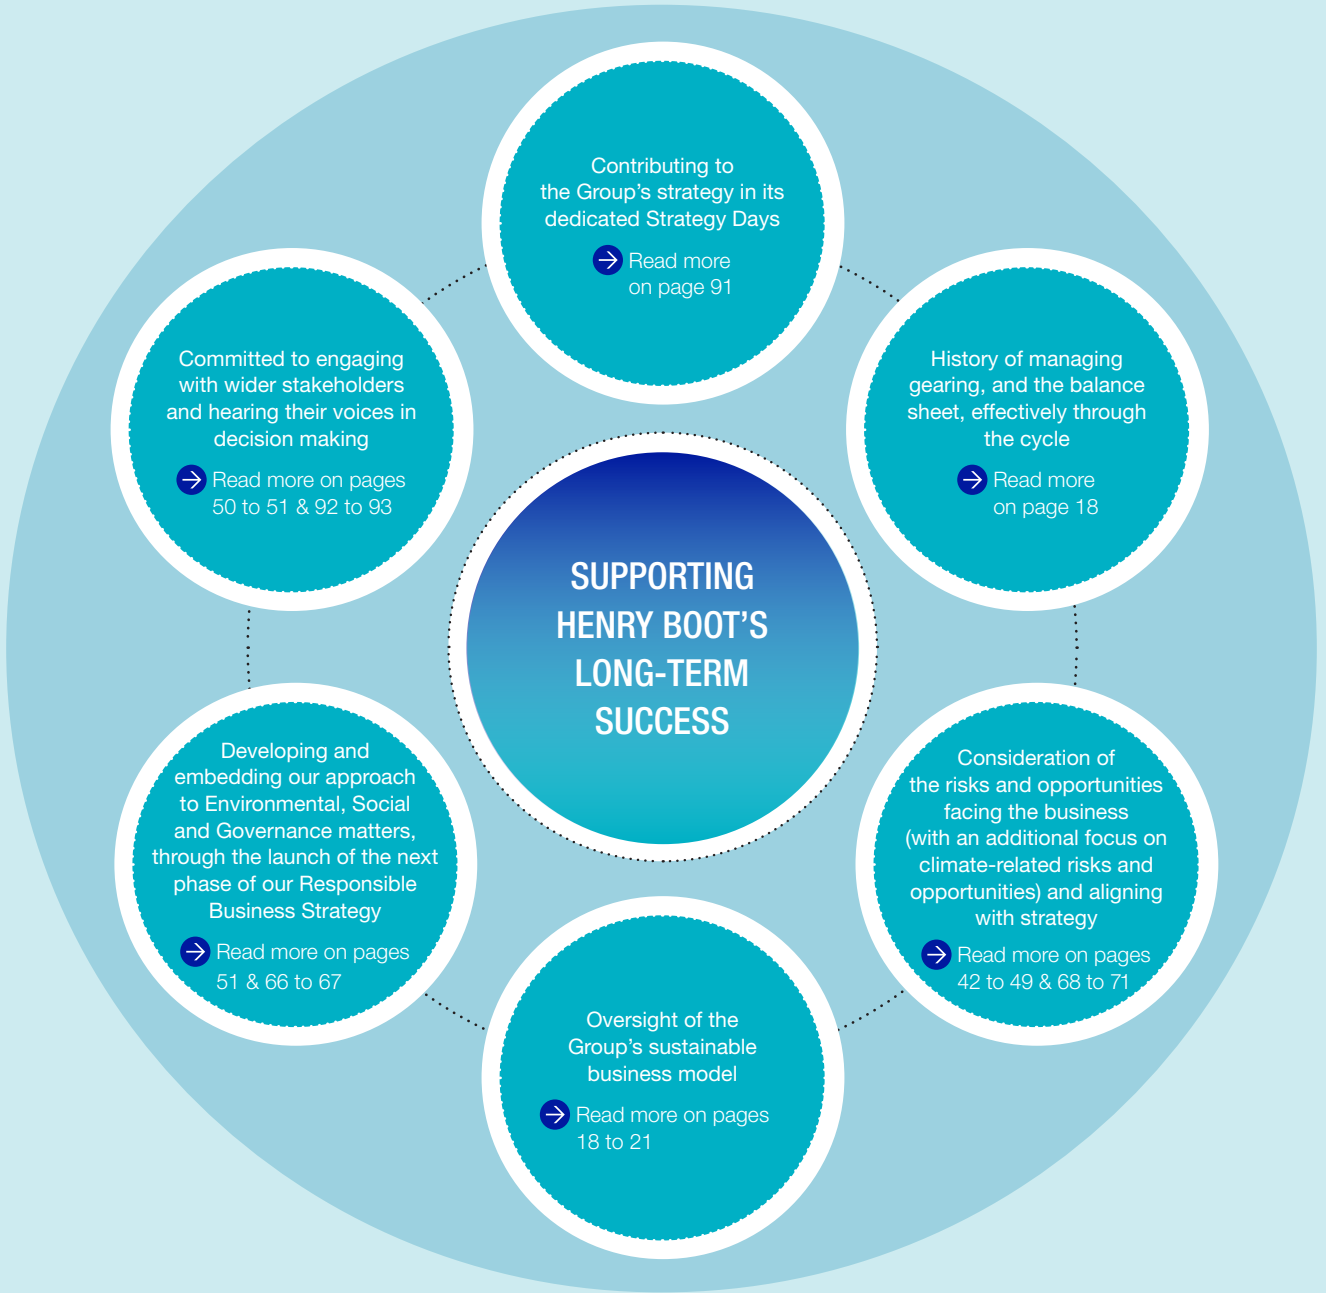 Contributing to
the Group’s strategy in its
dedicated Strategy Days
Read more
on page 91
History of managing
gearing, and the balance
sheet, effectively through
the cycle
Read more
on page 18
Consideration of
the risks and opportunities
facing the business
(with an additional focus on
climate-related risks and
opportunities) and aligning
with strategy
Read more on pages
42 to 49 & 68 to 71
Oversight of the
Group’s sustainable
business model
Read more on pages
18 to 21
Developing and
embedding our approach
to Environmental, Social
and Governance matters,
through the launch of the next
phase of our Responsible
Business Strategy
Read more on pages
51 & 66 to 67
Committed to engaging
with wider stakeholders
and hearing their voices in
decision making
Read more on pages
50 to 51 & 92 to 93
SUPPORTING
HENRY BOOT’S
LONG-TERM
SUCCESS